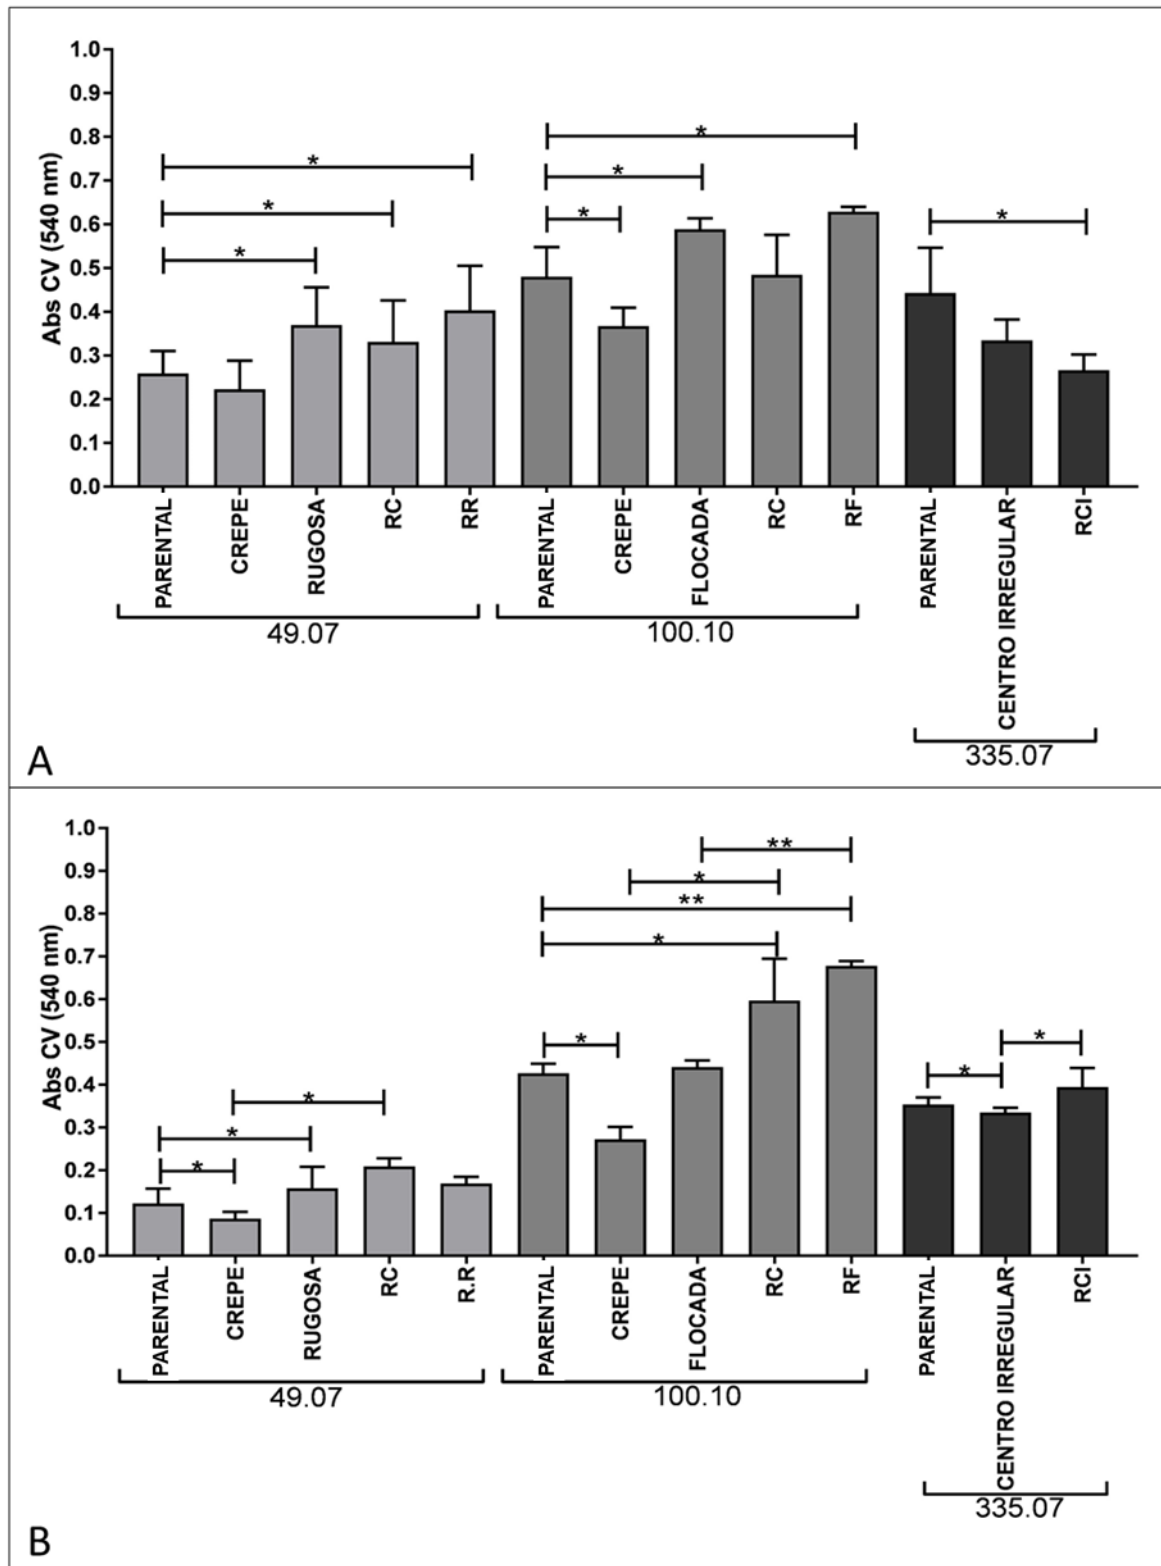 1.0
0.9
0.8
0.7
0.6
0.5
0.4
0.3
0.2
0.1
0.0
Abs CV (540 nm)
*
*
*
*
*
*
*
PARENTAL
CREPE
RUGOSA
RC
RR
PARENTAL
CREPE
FLOCADA
RC
RF
PARENTAL
CENTRO IRREGULAR
RCI
49.07
100.10
335.07
A
1.0
0.9
0.8
0.7
0.6
0.5
0.4
0.3
0.2
0.1
0.0
Abs CV (540 nm)
**
*
**
*
*
*
*
*
*
*
PARENTAL
CREPE
RUGOSA
RC
R.R
PARENTAL
CREPE
FLOCADA
RC
RF
PARENTAL
CENTRO IRREGULAR
RCI
49.07
100.10
335.07
B